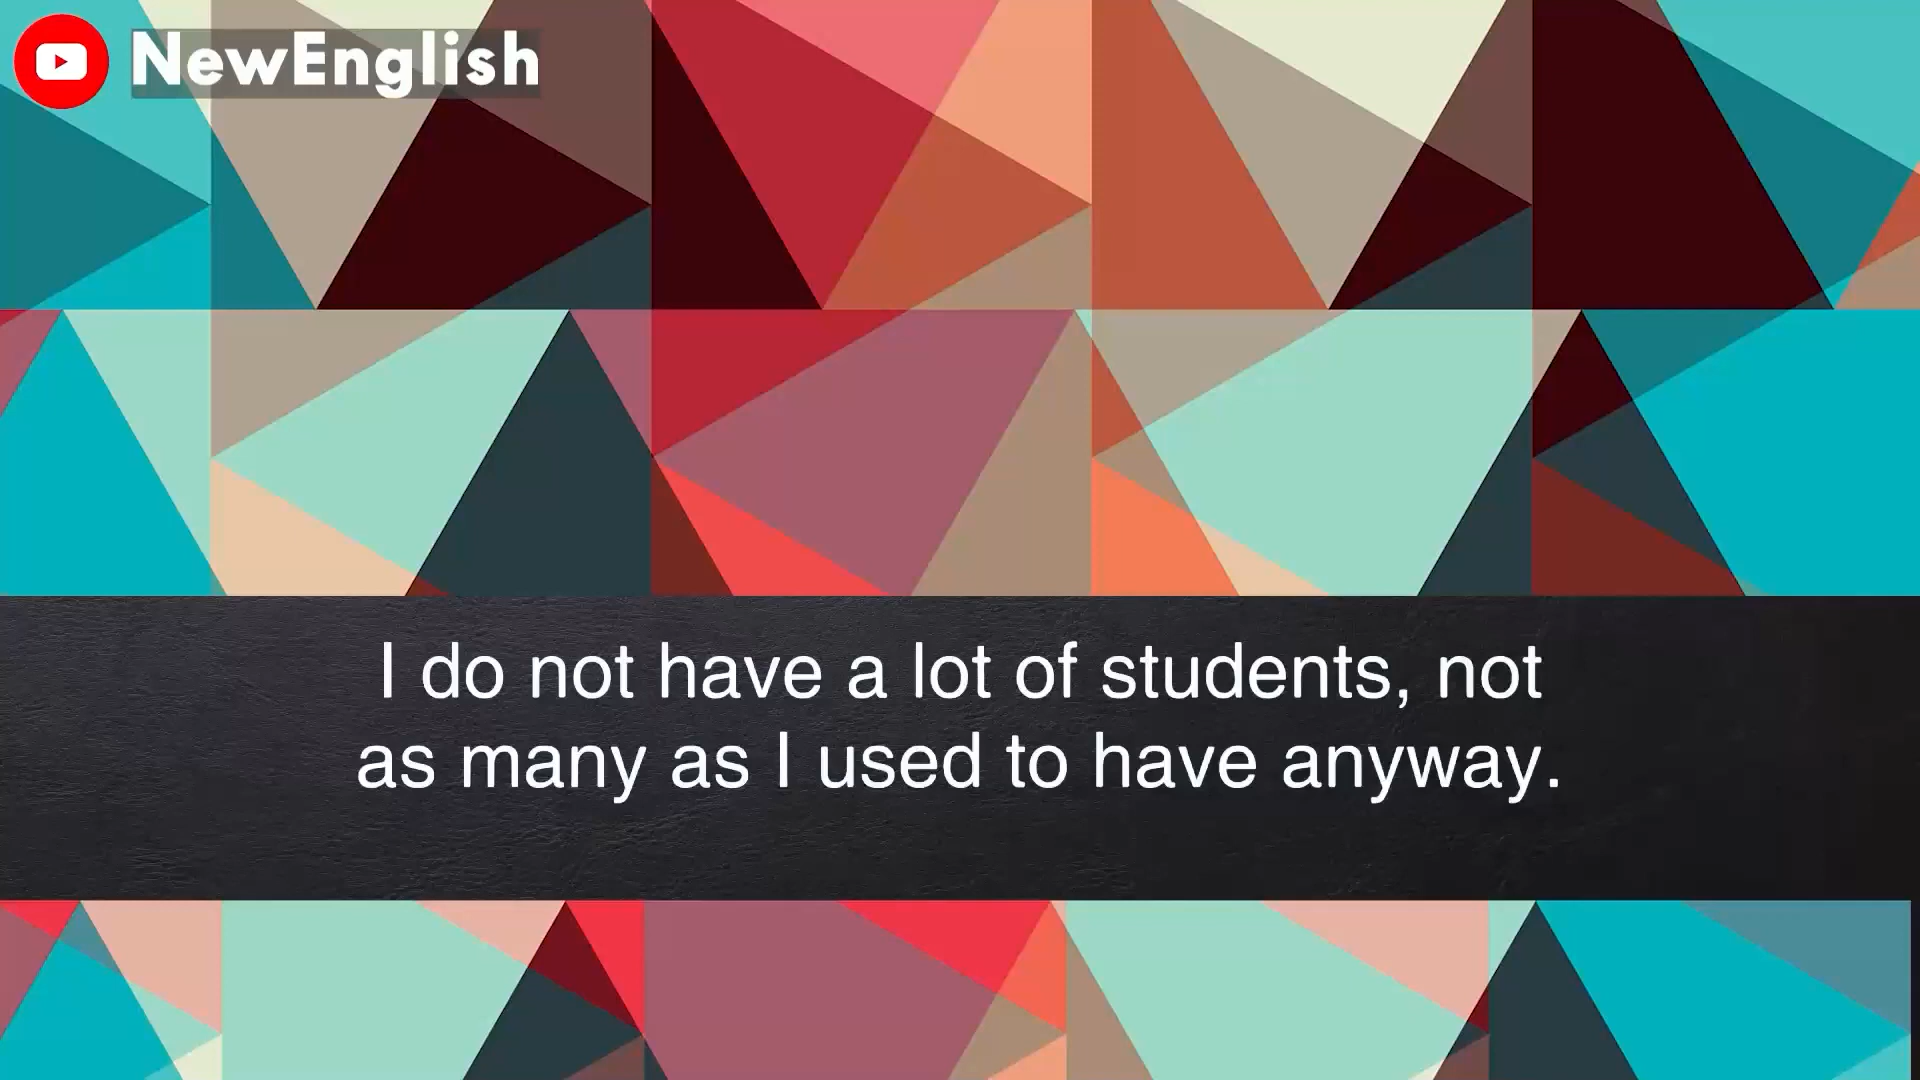 NewEnglish
I do not have a lot of students, not
as many as I used to have anyway.